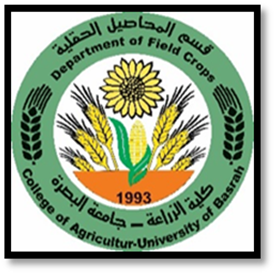 قسم المحاصيل الحقلية
Department of Field Crops
1993
كلية الزراعة – جامعة البصرة
College of Agricultur-University of Basrah